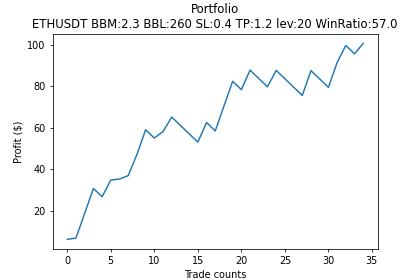 Portfolio
ETHUSDT BBM:2.3 BBL:260 SL:0.4 TP:1.2 lev:20 WinRatio:57.0
100
80
60
40
20
Profit ($)
0 5 10 15 20 25 30 35
Trade counts